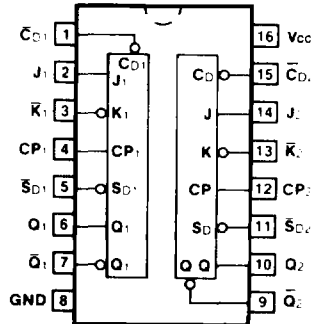 C̅D1 1 CD1 16 VCC
J1 2 J1 CD 15 C̅D
K̅1 3 K1 J 14 J2
CP1 4 CP1 K 13 K̅2
S̅D1 5 SD1 CP 12 CP2
Q1 6 Q1 SD 11 S̅D2
Q̅1 7 Q1 Q Q 10 Q2
GND 8 9 Q̅2